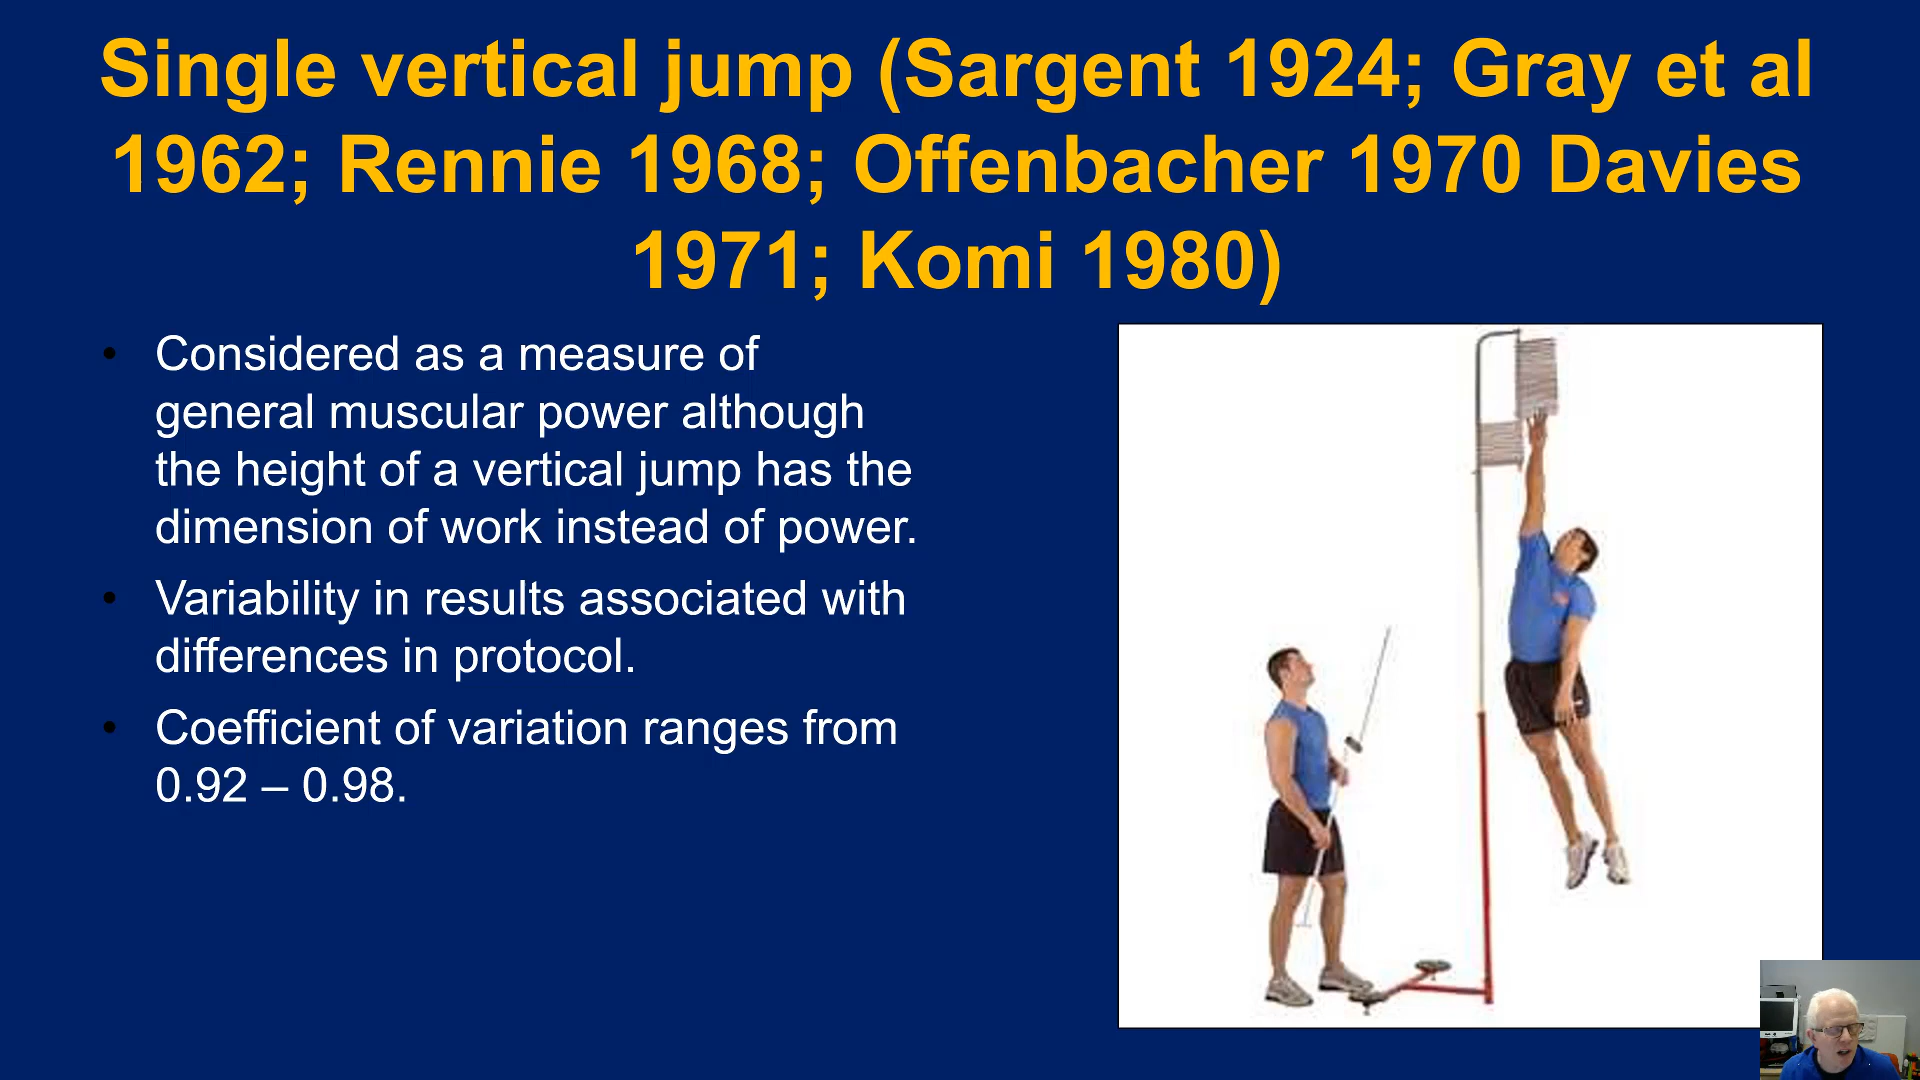 Single vertical jump (Sargent 1924; Gray et al
1962; Rennie 1968; Offenbacher 1970 Davies
1971; Komi 1980)
• Considered as a measure of
general muscular power although
the height of a vertical jump has the
dimension of work instead of power.
• Variability in results associated with
differences in protocol.
• Coefficient of variation ranges from
0.92 – 0.98.